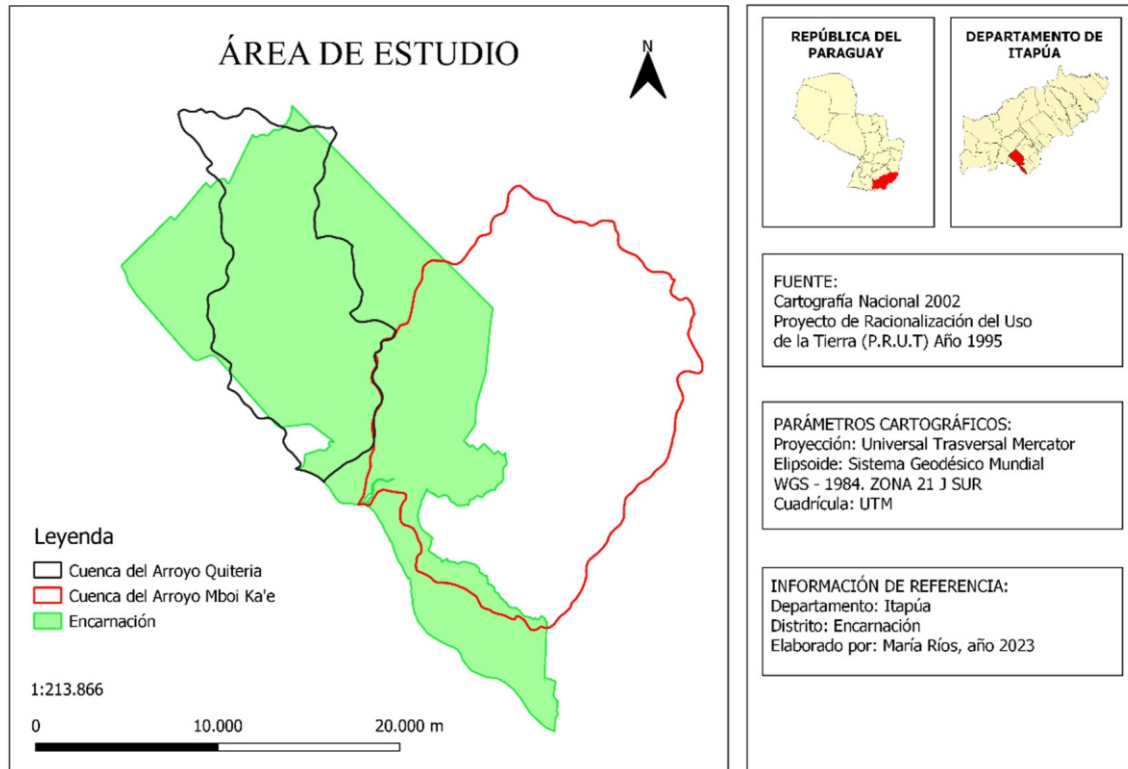 ÁREA DE ESTUDIO
N
Leyenda
Cuenca del Arroyo Quiteria
Cuenca del Arroyo Mboi Ka'e
Encarnación
1:213.866
0 10.000 20.000 m
REPÚBLICA DEL
PARAGUAY
DEPARTAMENTO DE
ITAPÚA
FUENTE:
Cartografía Nacional 2002
Proyecto de Racionalización del Uso
de la Tierra (P.R.U.T) Año 1995
PARÁMETROS CARTOGRÁFICOS:
Proyección: Universal Trasversal Mercator
Elipsoide: Sistema Geodésico Mundial
WGS - 1984. ZONA 21 J SUR
Cuadrícula: UTM
INFORMACIÓN DE REFERENCIA:
Departamento: Itapúa
Distrito: Encarnación
Elaborado por: María Ríos, año 2023